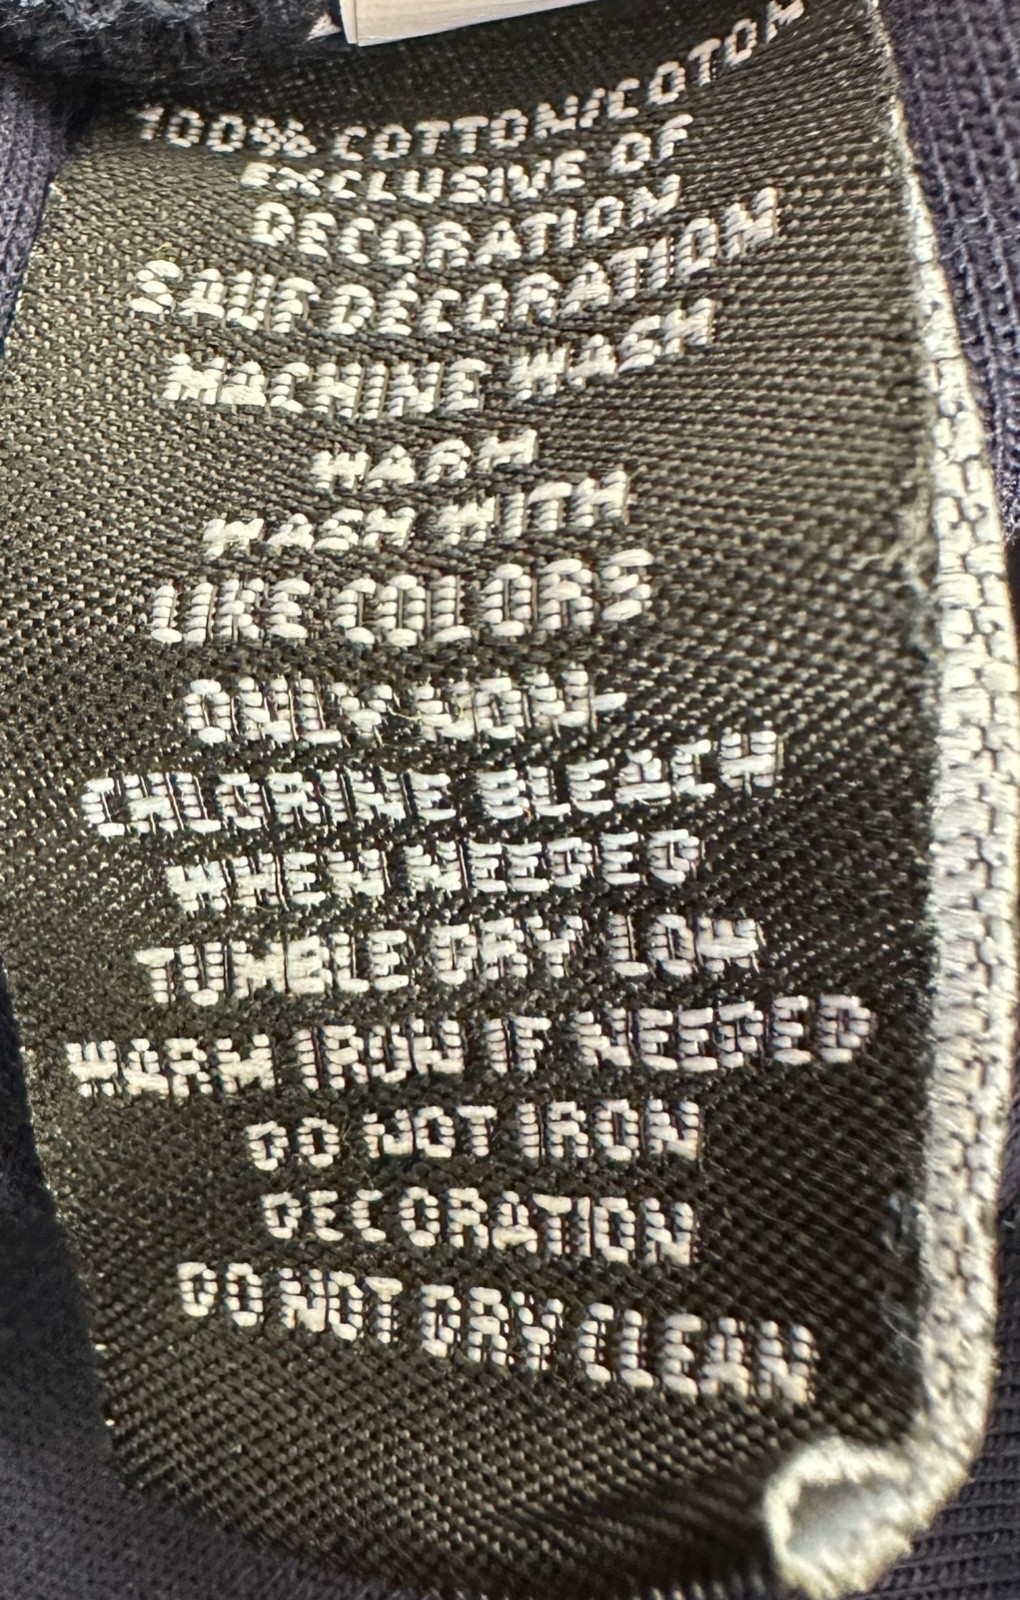 100% COTTON/COTON
EXCLUSIVE OF
DECORATION
SAUF DÉCORATION
MACHINE WASH
WARM
WASH WITH
LIKE COLORS
ONLY NON-
CHLORINE BLEACH
WHEN NEEDED
TUMBLE DRY LOW
WARM IRON IF NEEDED
DO NOT IRON
DECORATION
DO NOT DRY CLEAN